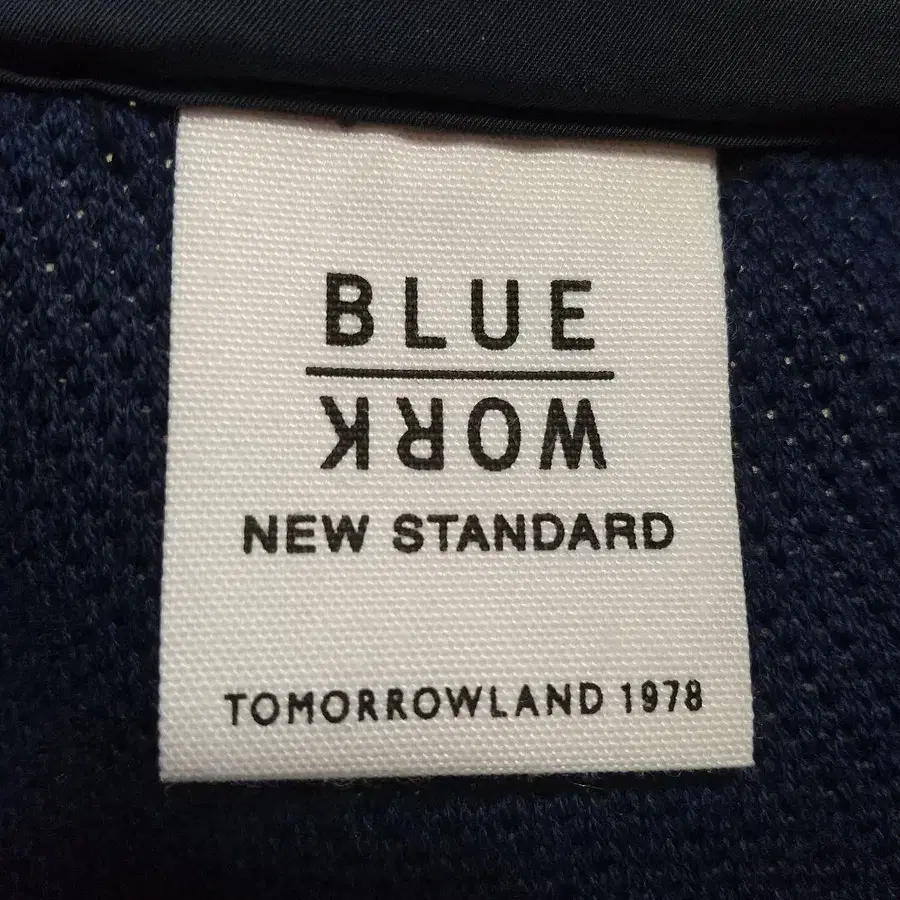 BLUE
WORK
NEW STANDARD
TOMORROWLAND 1978